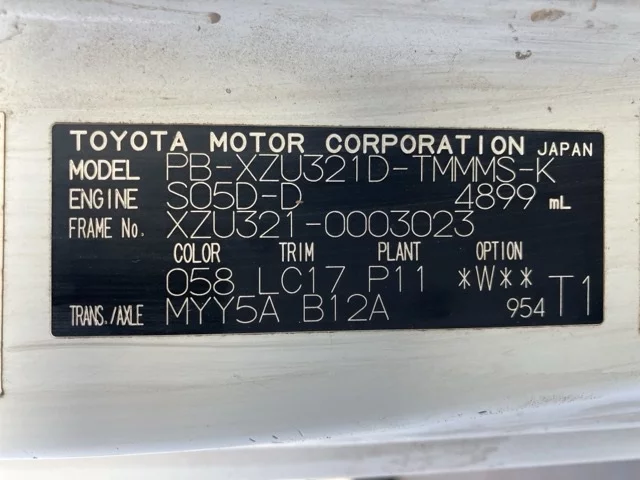 TOYOTA MOTOR CORPORATION JAPAN
MODEL PB-XZU321D-TMMMS-K
ENGINE S05D-D 4899 mL
FRAME No. XZU321-0003023
COLOR TRIM PLANT OPTION
058 LC17 P11 *W**
TRANS./AXLE MYY5A B12A 954 T1